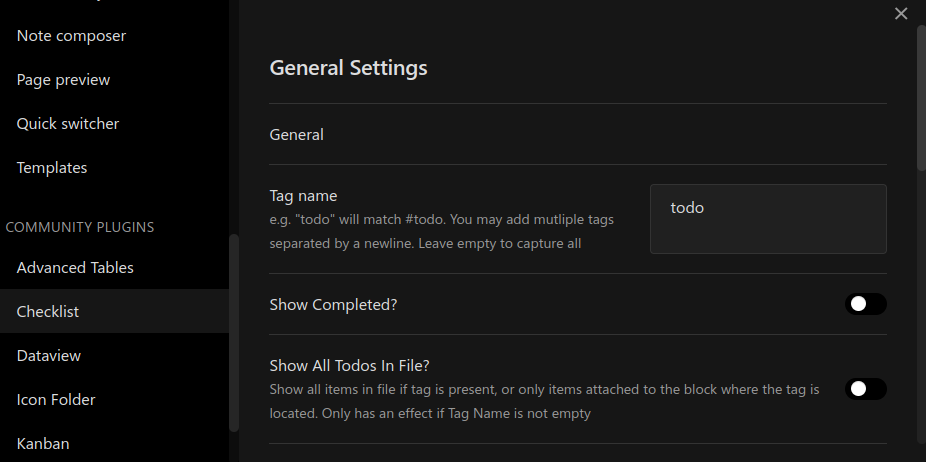 Note composer
Page preview
Quick switcher
Templates
COMMUNITY PLUGINS
Advanced Tables
Checklist
Dataview
Icon Folder
Kanban
General Settings
General
Tag name
e.g. "todo" will match #todo. You may add mutliple tags
separated by a newline. Leave empty to capture all
todo
Show Completed?
Show All Todos In File?
Show all items in file if tag is present, or only items attached to the block where the tag is
located. Only has an effect if Tag Name is not empty